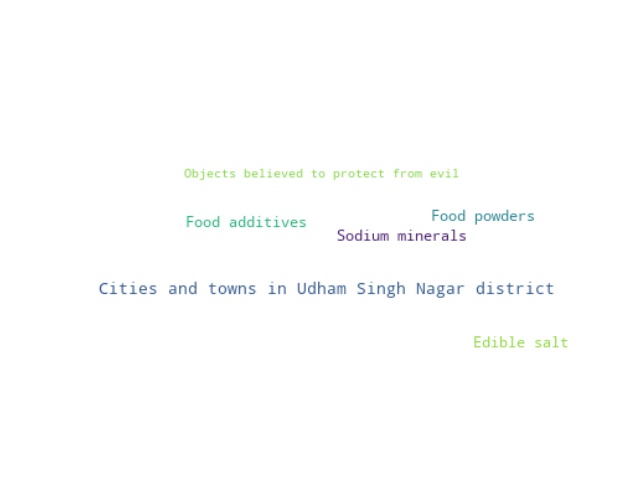 Objects believed to protect from evil
Food additives
Food powders
Sodium minerals
Cities and towns in Udham Singh Nagar district
Edible salt